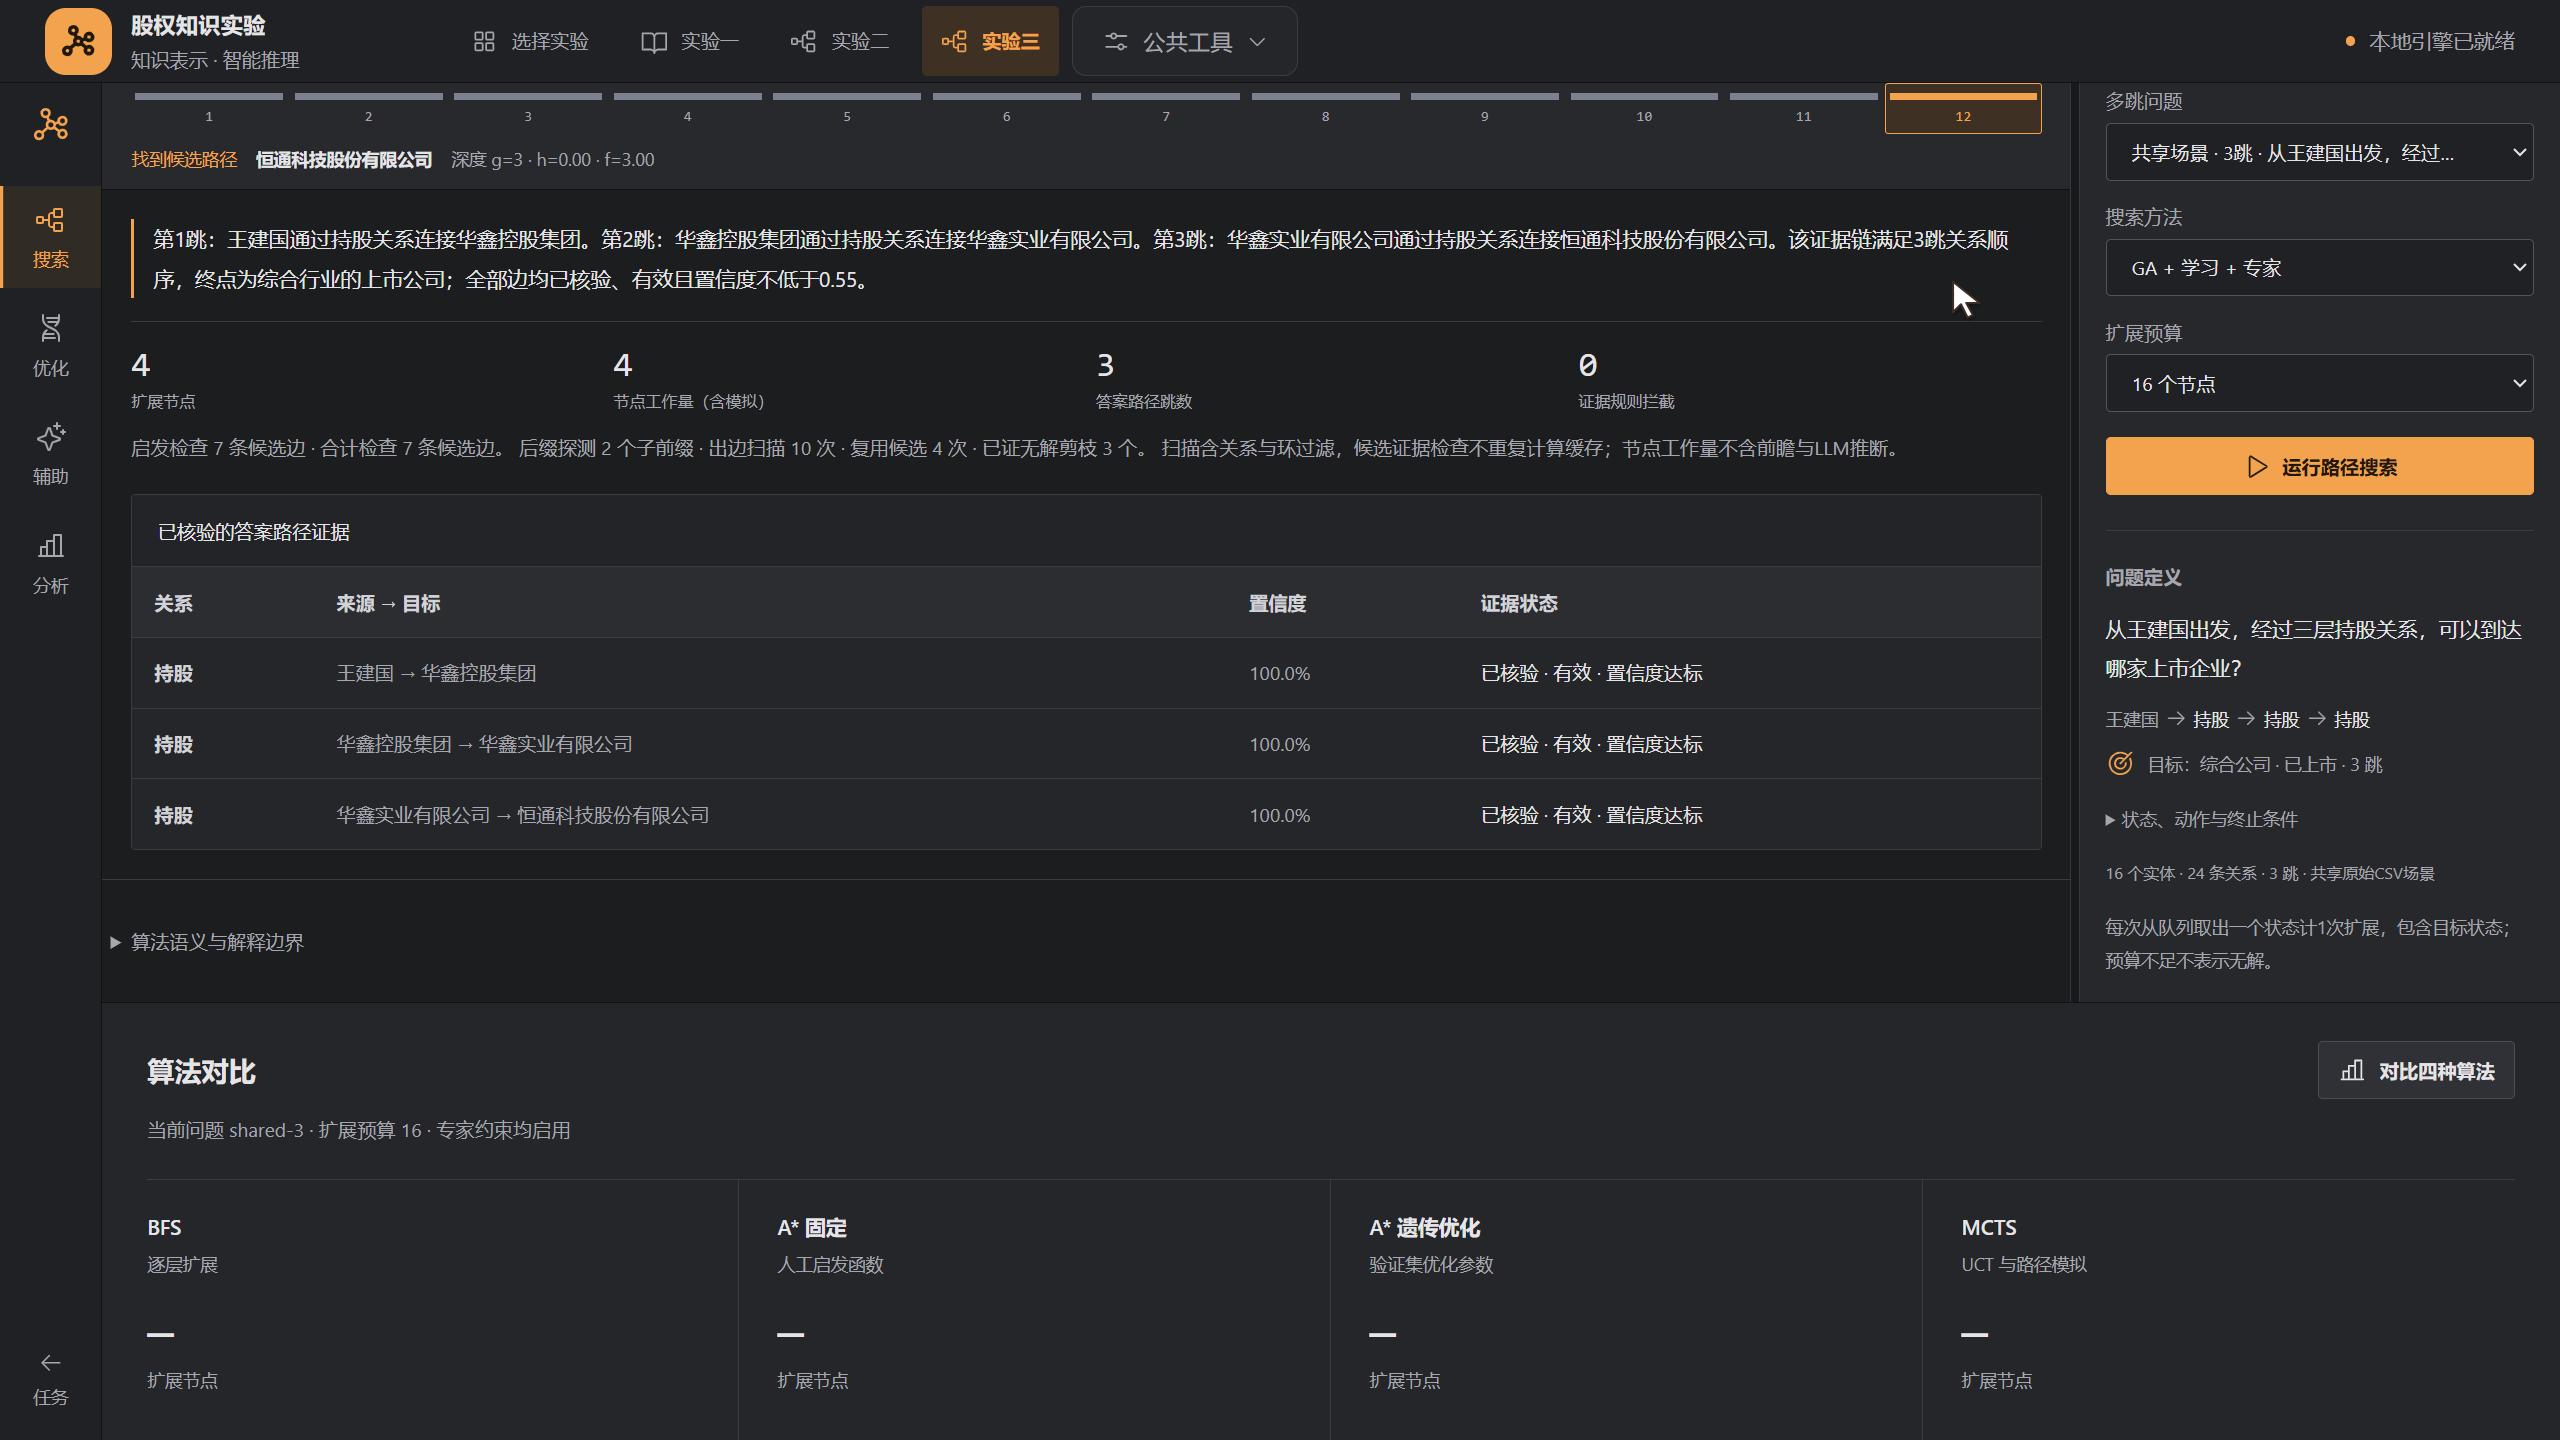 股权知识实验
知识表示 · 智能推理
选择实验
实验一
实验二
实验三
公共工具
本地引擎已就绪
搜索
优化
辅助
分析
任务
1 2 3 4 5 6 7 8 9 10 11 12
找到候选路径 恒通科技股份有限公司 深度 g=3 · h=0.00 · f=3.00
第1跳：王建国通过持股关系连接华鑫控股集团。第2跳：华鑫控股集团通过持股关系连接华鑫实业有限公司。第3跳：华鑫实业有限公司通过持股关系连接恒通科技股份有限公司。该证据链满足3跳关系顺
序，终点为综合行业的上市公司；全部边均已核验、有效且置信度不低于0.55。
4 4 3 0
扩展节点 节点工作量（含模拟） 答案路径跳数 证据规则拦截
启发检查 7 条候选边 · 合计检查 7 条候选边。 后缀探测 2 个子前缀 · 出边扫描 10 次 · 复用候选 4 次 · 已证无解剪枝 3 个。 扫描含关系与环过滤，候选证据检查不重复计算缓存；节点工作量不含前瞻与LLM推断。
已核验的答案路径证据
关系 来源 → 目标 置信度 证据状态
持股 王建国 → 华鑫控股集团 100.0% 已核验 · 有效 · 置信度达标
持股 华鑫控股集团 → 华鑫实业有限公司 100.0% 已核验 · 有效 · 置信度达标
持股 华鑫实业有限公司 → 恒通科技股份有限公司 100.0% 已核验 · 有效 · 置信度达标
算法语义与解释边界
多跳问题
共享场景 · 3跳 · 从王建国出发，经过...
搜索方法
GA + 学习 + 专家
扩展预算
16 个节点
运行路径搜索
问题定义
从王建国出发，经过三层持股关系，可以到达
哪家上市企业？
王建国 → 持股 → 持股 → 持股
目标：综合公司 · 已上市 · 3 跳
状态、动作与终止条件
16 个实体 · 24 条关系 · 3 跳 · 共享原始CSV场景
每次从队列取出一个状态计1次扩展，包含目标状态；
预算不足不表示无解。
算法对比
对比四种算法
当前问题 shared-3 · 扩展预算 16 · 专家约束均启用
BFS
逐层扩展
—
扩展节点
A* 固定
人工启发函数
—
扩展节点
A* 遗传优化
验证集优化参数
—
扩展节点
MCTS
UCT 与路径模拟
—
扩展节点